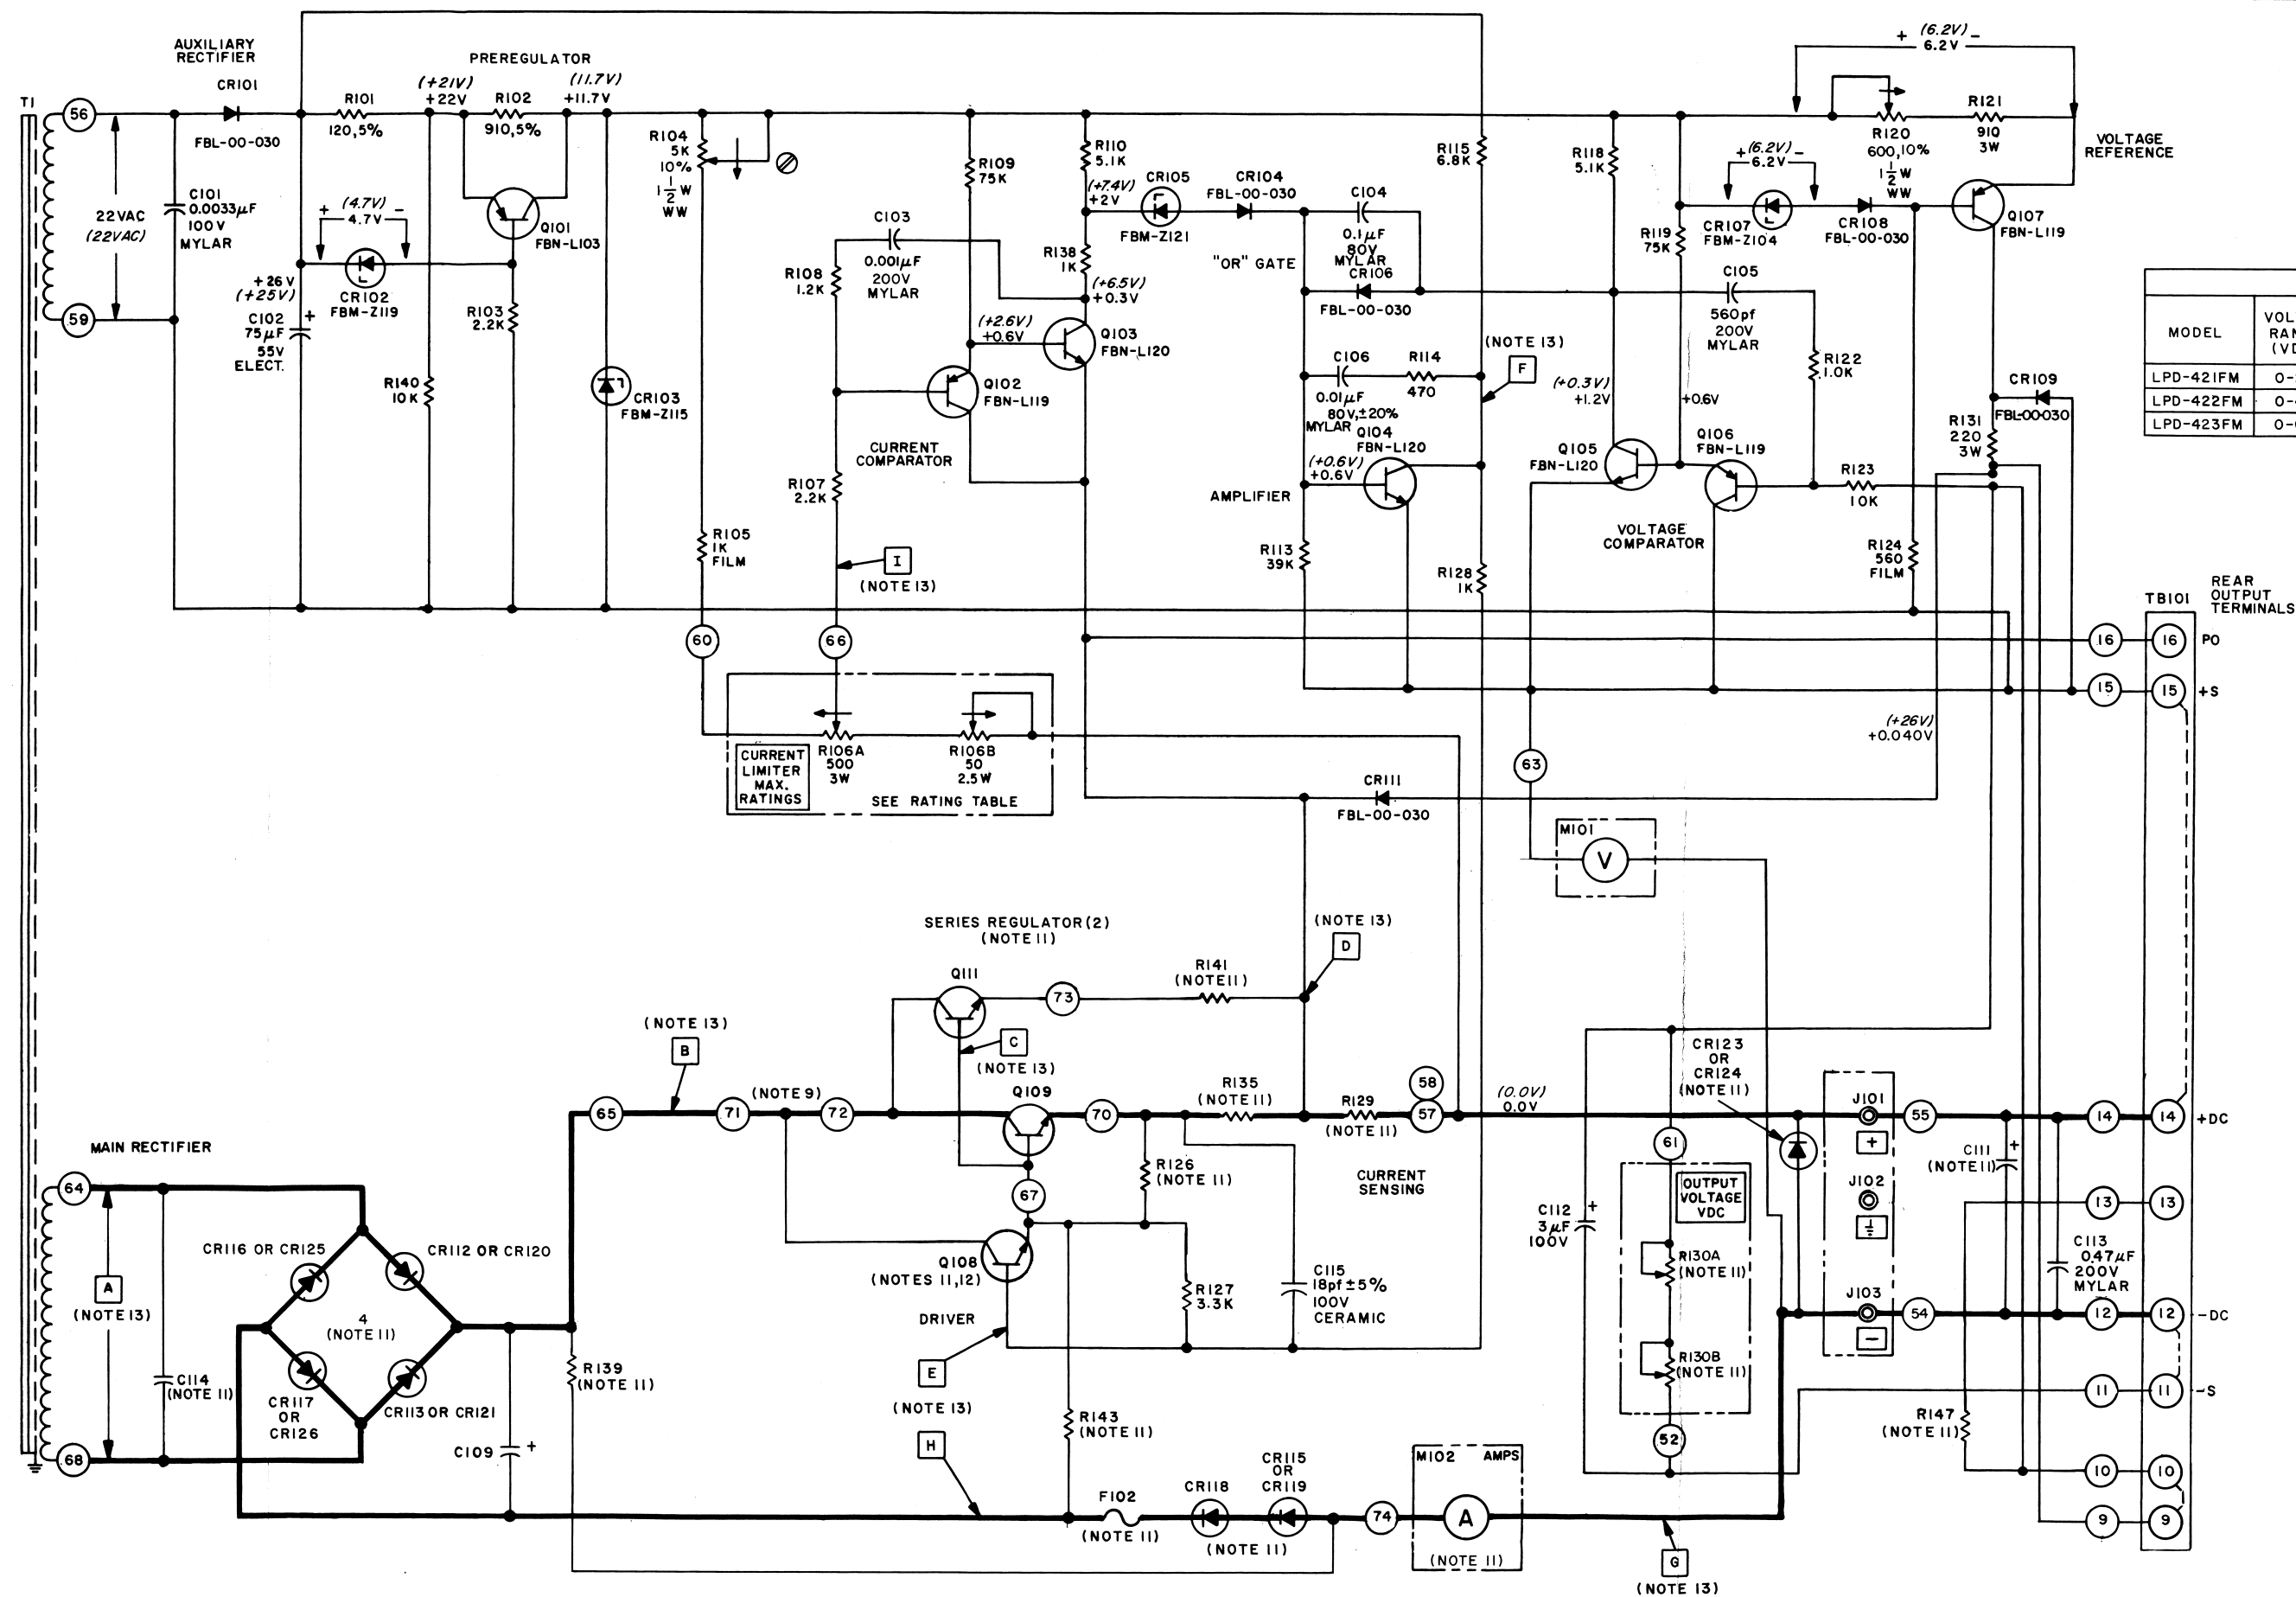 AUXILIARY
RECTIFIER
CR101
FBL-00-030
T1
56
59
22VAC
(22VAC)
C101
0.0033µF
100V
MYLAR
R101
120,5%
(+21V)
+22V
PREREGULATOR
R102
910,5%
(11.7V)
+11.7V
+ (4.7V) -
4.7V
Q101
FBN-L103
CR102
FBM-Z119
+26V
(+25V)
C102
75µF
55V
ELECT.
+
R103
2.2K
R140
10K
CR103
FBM-Z115
R104
5K
10%
1 1/2 W
WW
R105
1K
FILM
60
C103
0.001µF
200V
MYLAR
R108
1.2K
R107
2.2K
I
(NOTE 13)
66
R109
75K
R110
5.1K
(+7.4V)
+2V
R138
1K
(+6.5V)
+0.3V
(+2.6V)
+0.6V
Q103
FBN-L120
Q102
FBN-L119
CURRENT
COMPARATOR
CR105
FBM-Z121
CR104
FBL-00-030
C104
0.1µF
80V
MYLAR
"OR" GATE
CR106
FBL-00-030
C106
0.01µF
80V,±20%
MYLAR
R114
470
Q104
FBN-L120
(+0.6V)
+0.6V
AMPLIFIER
R113
39K
R115
6.8K
(NOTE 13)
F
R128
1K
R118
5.1K
R119
75K
+ (6.2V) -
6.2V
CR107
FBM-Z104
CR108
FBL-00-030
C105
560pf
200V
MYLAR
R122
1.0K
(+0.3V)
+1.2V
+0.6V
Q105
FBN-L120
Q106
FBN-L119
R123
10K
VOLTAGE
COMPARATOR
+ (6.2V) -
6.2V
R120
600,10%
1 1/2 W
WW
R121
910
3W
VOLTAGE
REFERENCE
Q107
FBN-L119
R124
560
FILM
CR109
FBL-00-030
R131
220
3W
MODEL
LPD-421FM
LPD-422FM
LPD-423FM
REAR
OUTPUT
TERMINALS
TB101
16 16 PO
15 15 +S
CURRENT
LIMITER
MAX.
RATINGS
R106A
500
3W
R106B
50
2.5W
SEE RATING TABLE
(+26V)
+0.040V
CR111
FBL-00-030
63
M101
V
SERIES REGULATOR (2)
(NOTE 11)
Q111
73
R141
(NOTE 11)
(NOTE 13)
D
C
(NOTE 13)
(NOTE 13)
B
65
71
(NOTE 9)
72
Q109
70
R135
(NOTE 11)
R129
(NOTE 11)
58
57
(0.0V)
0.0V
CURRENT
SENSING
R126
(NOTE 11)
67
Q108
(NOTES 11,12)
DRIVER
R127
3.3K
C115
18pf ±5%
100V
CERAMIC
E
(NOTE 13)
H
R143
(NOTE 11)
MAIN RECTIFIER
64
68
A
(NOTE 13)
C114
(NOTE 11)
CR116 OR CR125
CR112 OR CR120
4
(NOTE 11)
CR117
OR
CR126
CR113 OR CR121
C109
+
R139
(NOTE 11)
F102
(NOTE 11)
CR118
CR115
OR
CR119
(NOTE 11)
74
M102 AMPS
A
(NOTE 11)
G
(NOTE 13)
CR123
OR
CR124
(NOTE 11)
61
OUTPUT
VOLTAGE
VDC
C112
3µF
100V
+
R130A
(NOTE 11)
R130B
(NOTE 11)
52
J101
+
J102
J103
-
55
54
C111
(NOTE 11)
+
C113
0.47µF
200V
MYLAR
R147
(NOTE 11)
14 14 +DC
13 13
12 12 -DC
11 11 -S
10 10
9 9